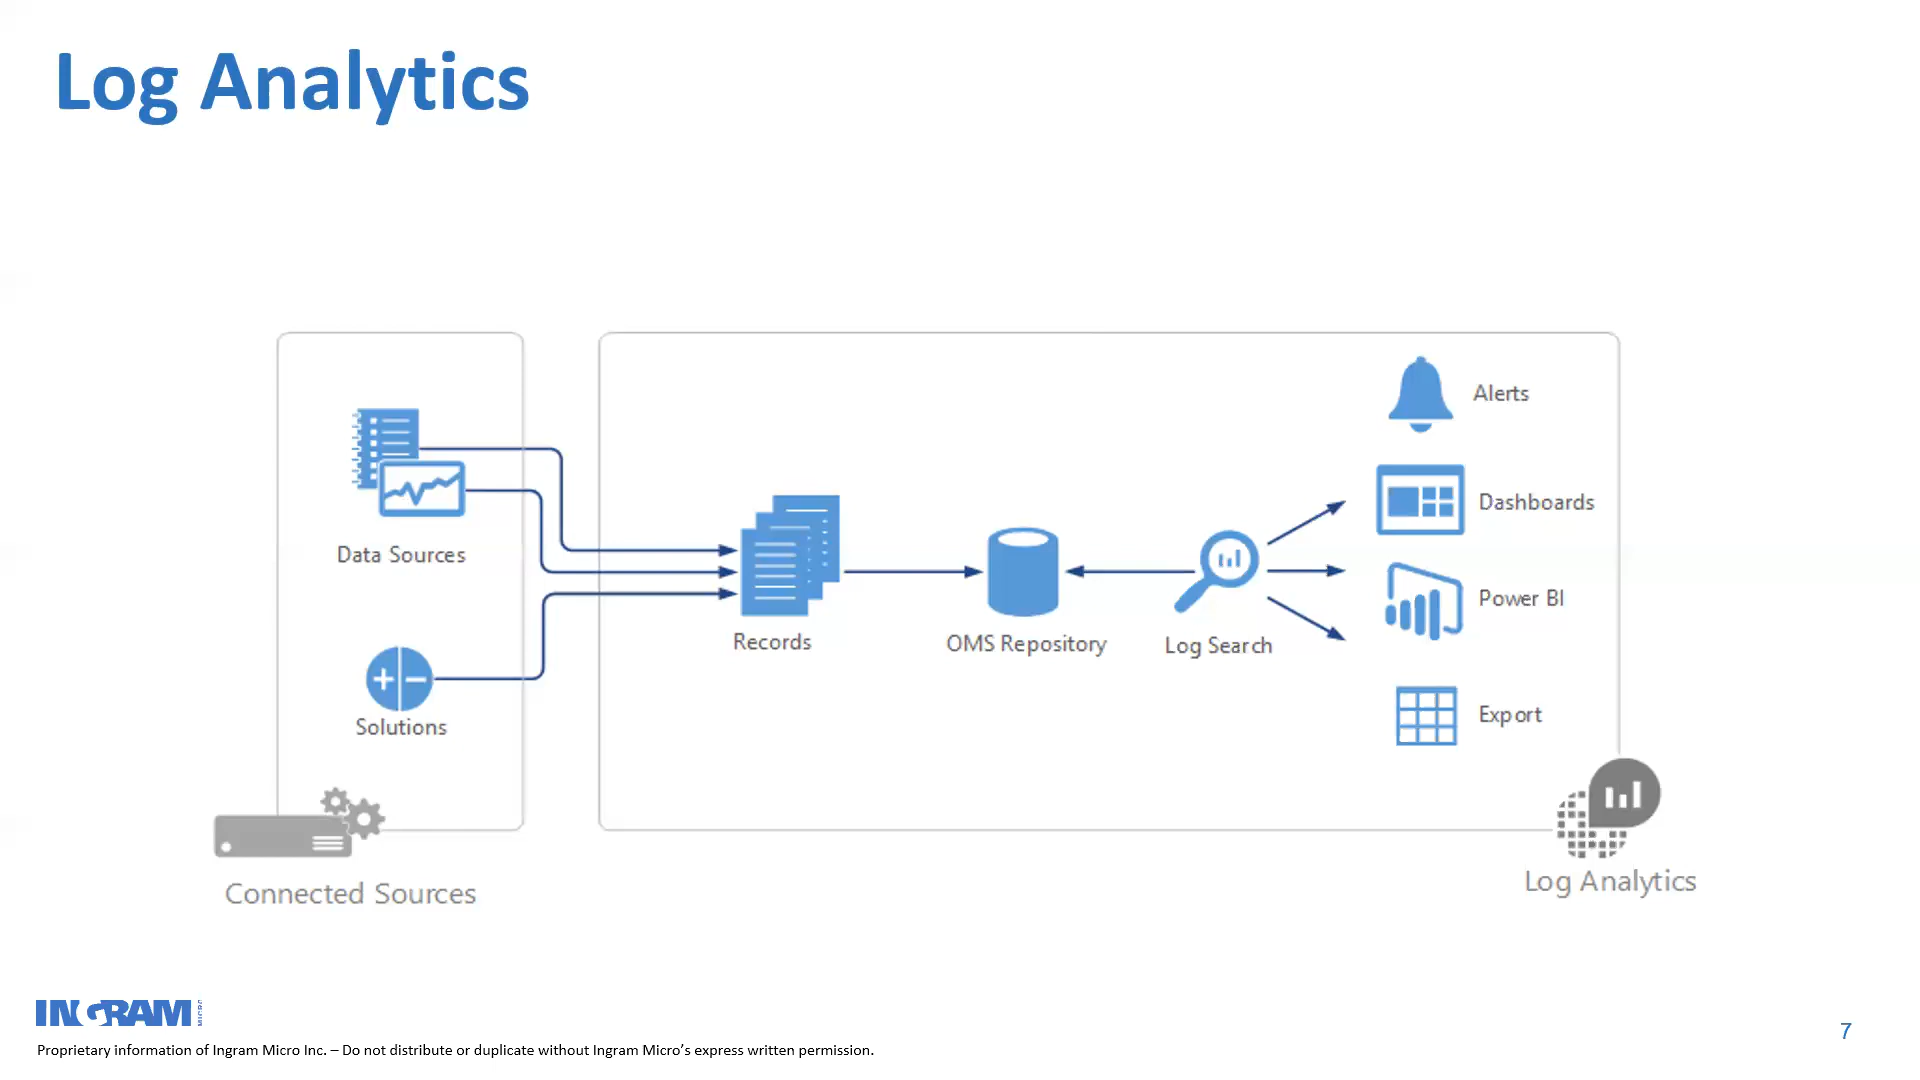 Log Analytics
Data Sources
Solutions
Connected Sources
Records
OMS Repository
Log Search
Alerts
Dashboards
Power BI
Export
Log Analytics
INGRAM MICRO
Proprietary information of Ingram Micro Inc. – Do not distribute or duplicate without Ingram Micro’s express written permission.
7